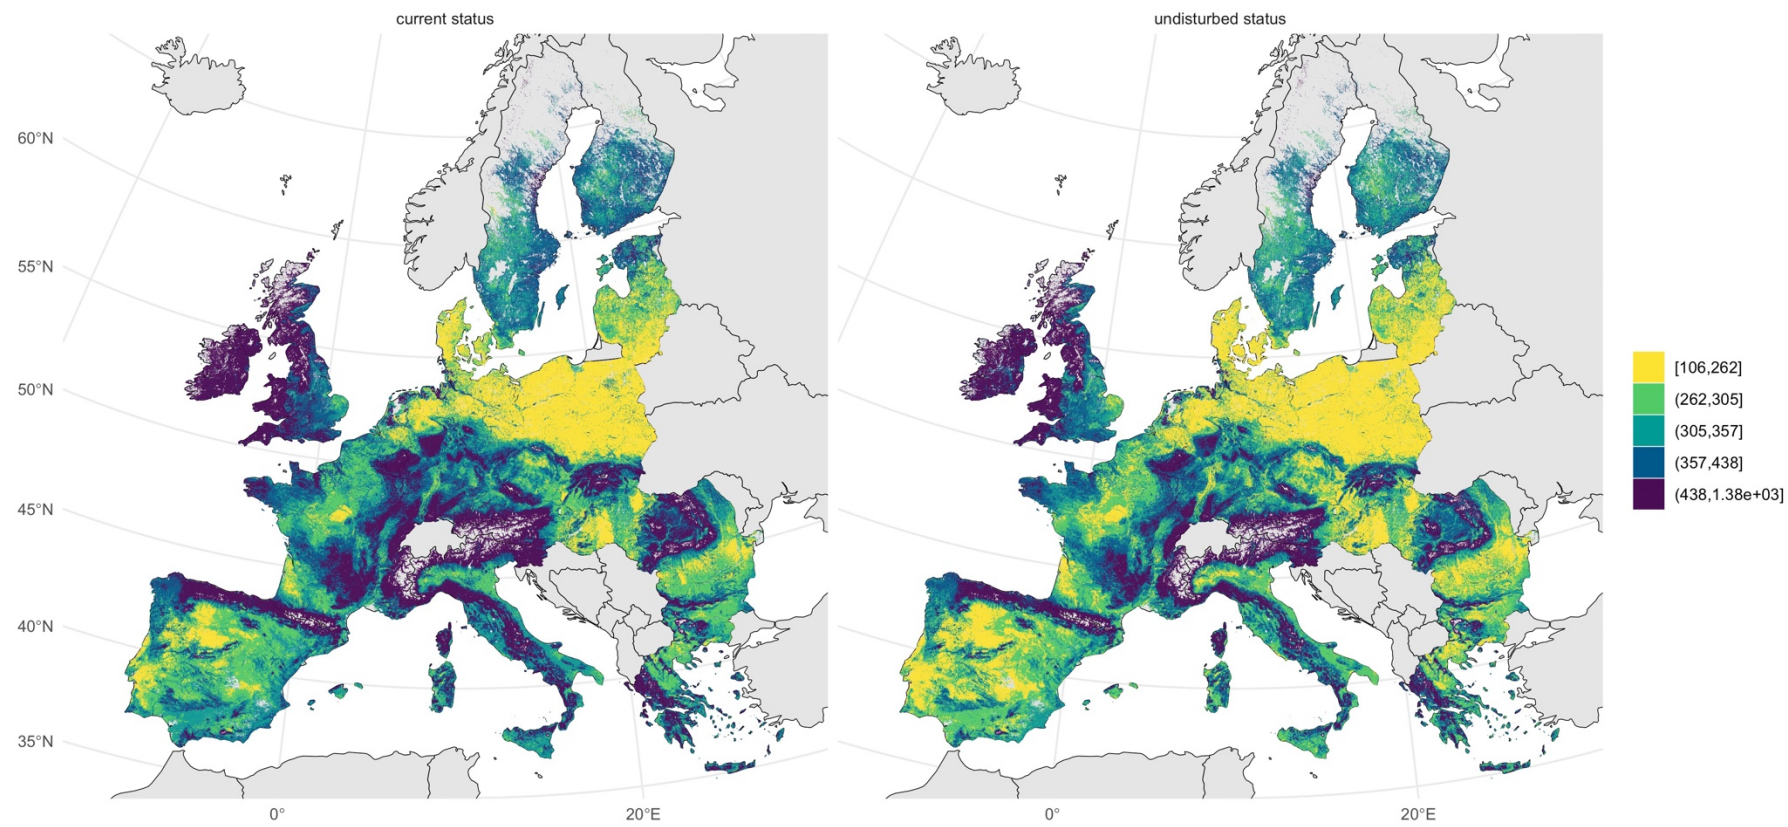 current status
undisturbed status
60°N
55°N
50°N
45°N
40°N
35°N
[106,262]
(262,305]
(305,357]
(357,438]
(438,1.38e+03]
0°
20°E
0°
20°E